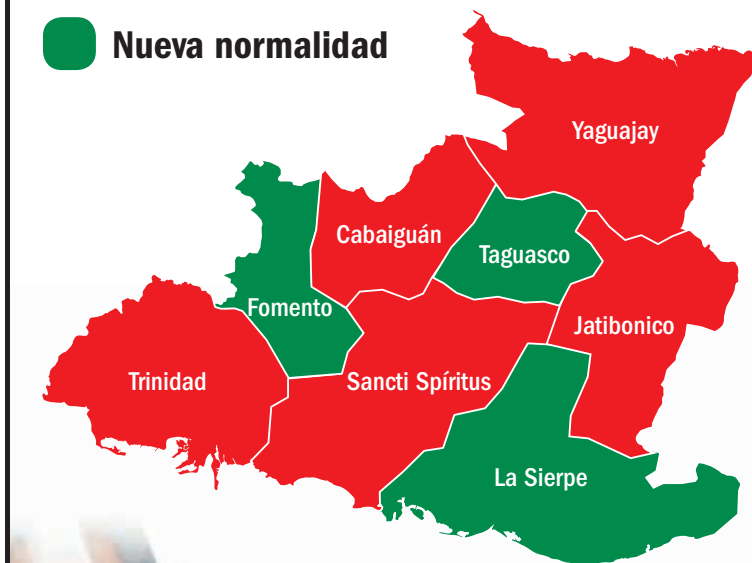 Nueva normalidad
Yaguajay
Cabaiguán
Taguasco
Fomento
Jatibonico
Trinidad
Sancti Spíritus
La Sierpe